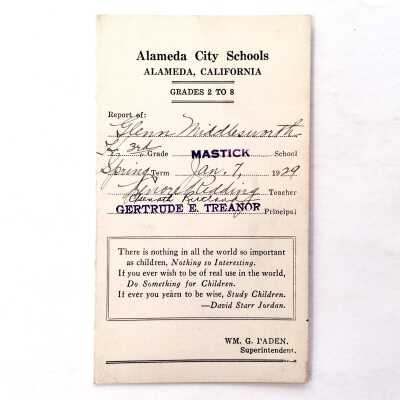 Alameda City Schools
ALAMEDA, CALIFORNIA
GRADES 2 TO 8
Report of:
Glenn Middlesworth
3rd Grade MASTICK School
Spring Term Jan. 7, 1929
Redding Teacher
GERTRUDE E. TREANOR Principal
There is nothing in all the world so important
as children, Nothing so Interesting.
If you ever wish to be of real use in the world,
Do Something for Children.
If ever you yearn to be wise, Study Children.
—David Starr Jordan.
WM. G. PADEN,
Superintendent.